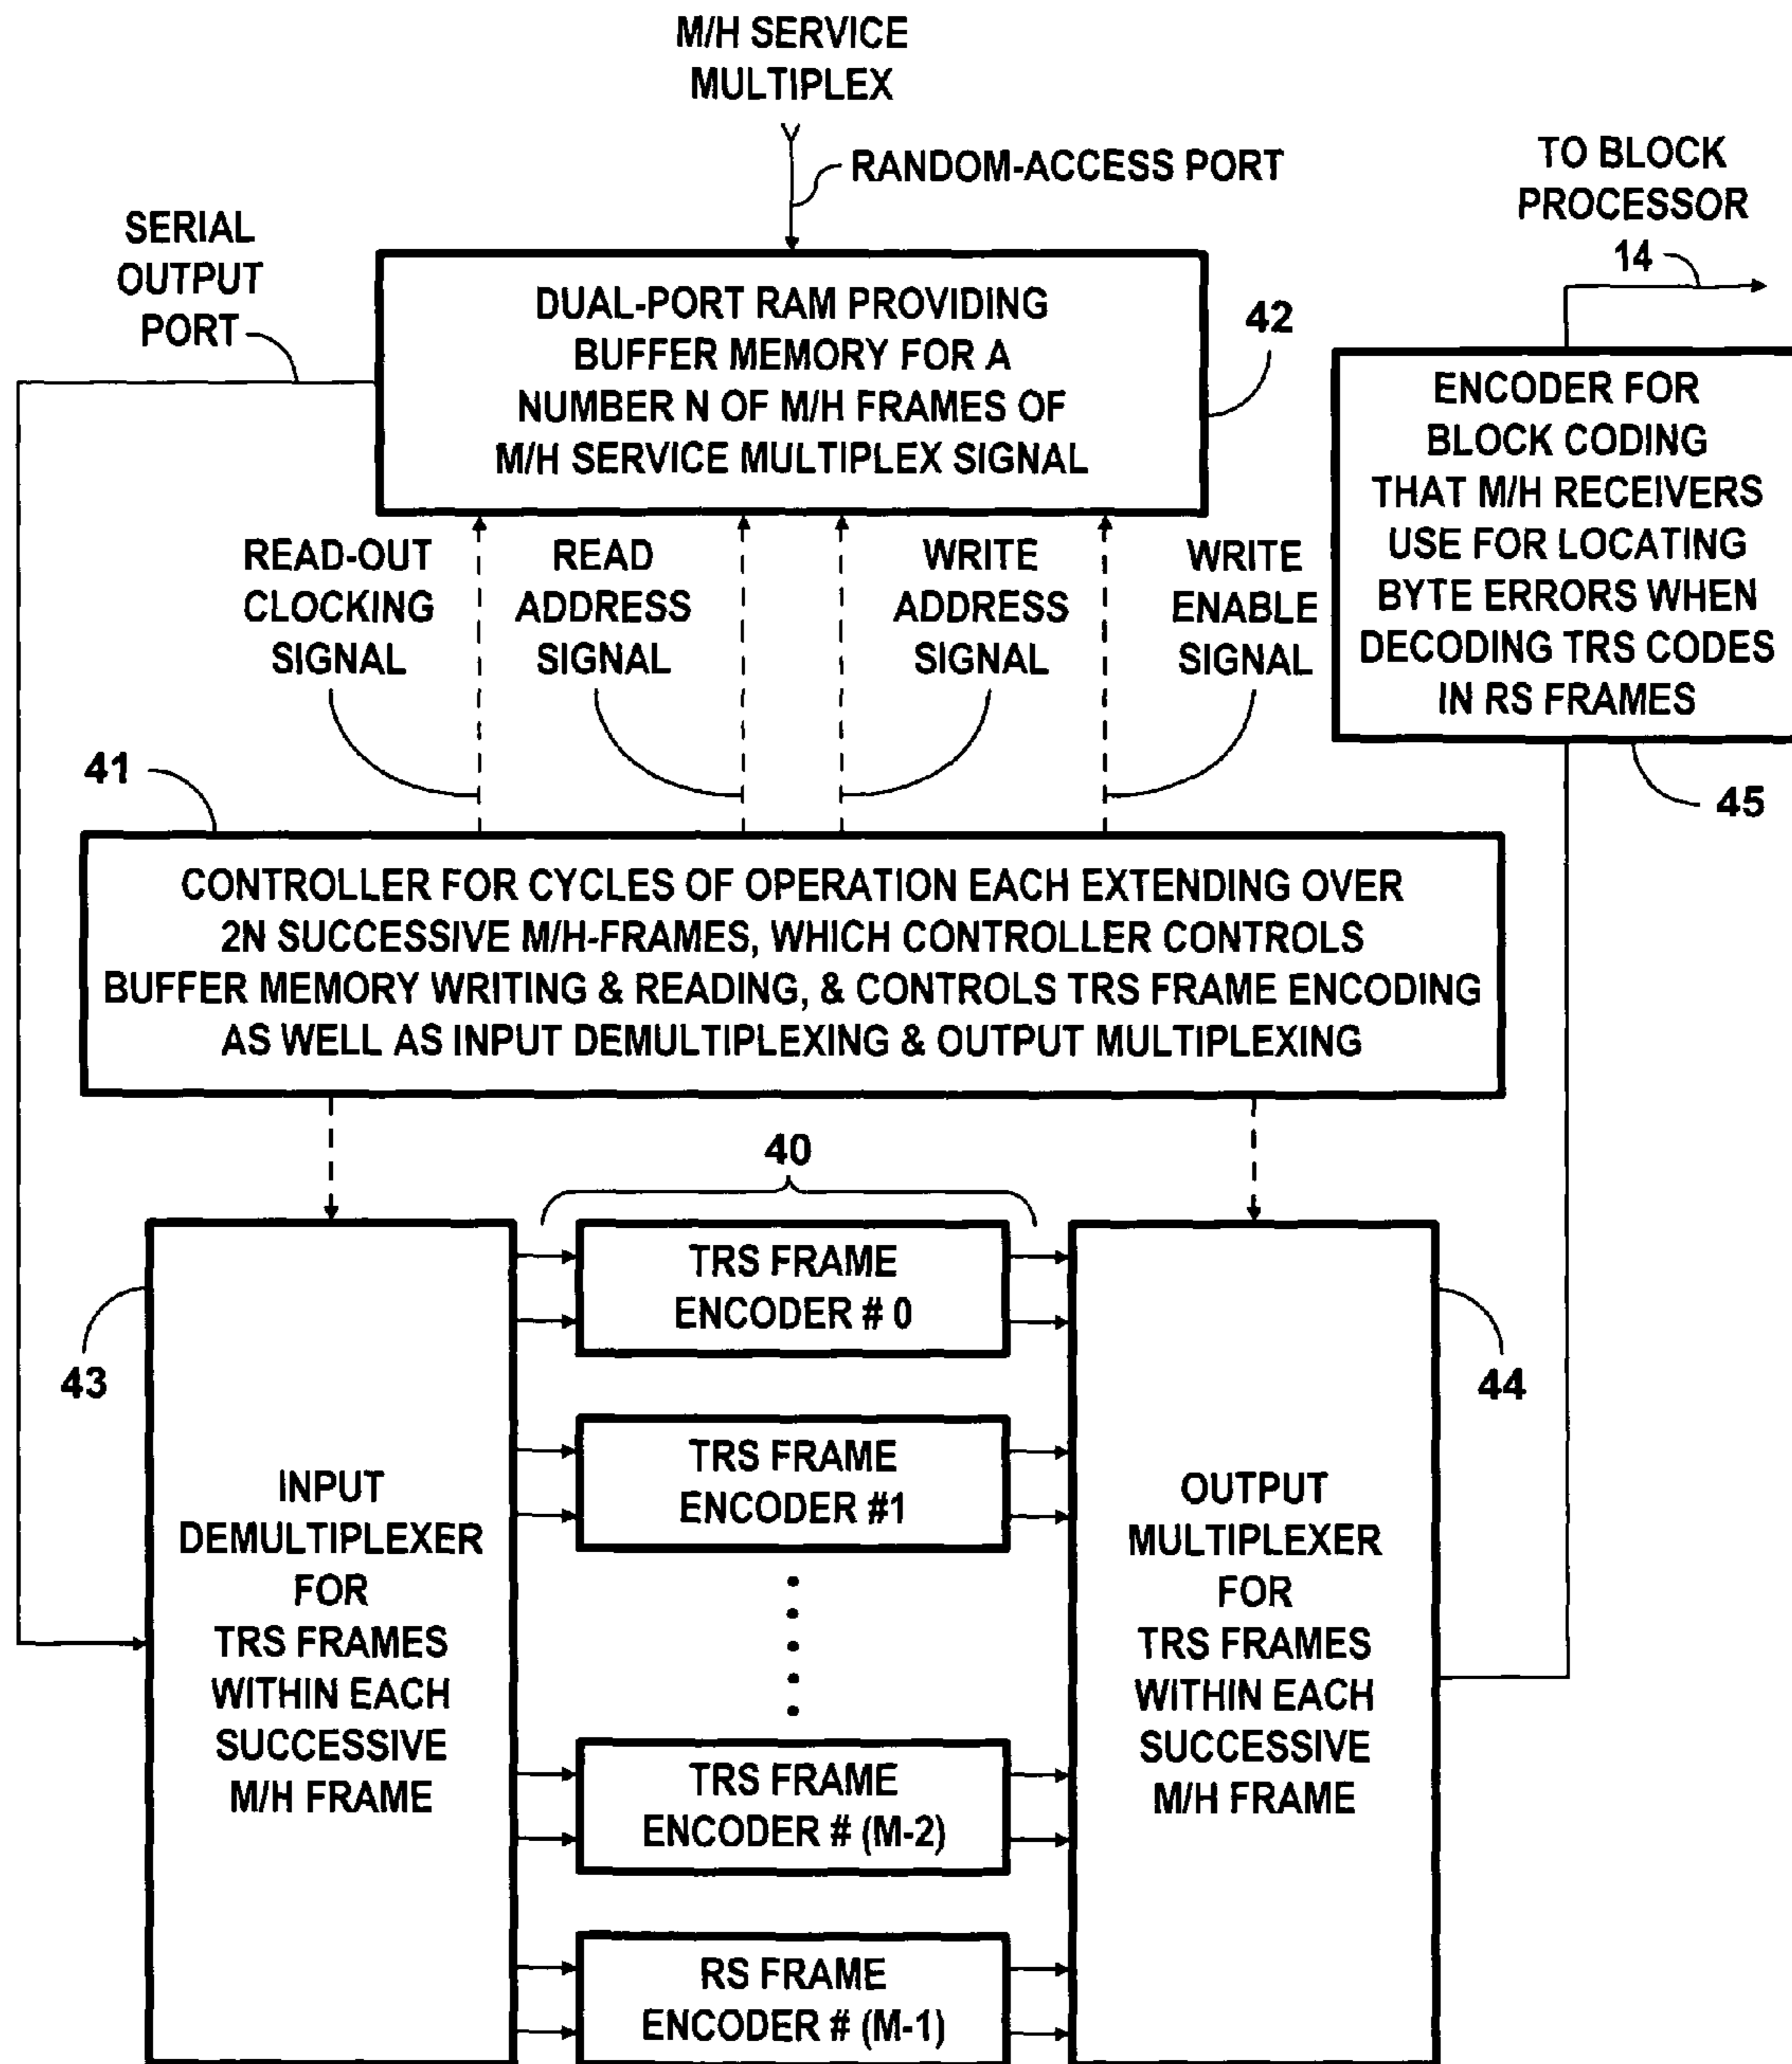 M/H SERVICE
MULTIPLEX
RANDOM-ACCESS PORT
TO BLOCK
PROCESSOR
14
SERIAL
OUTPUT
PORT
DUAL-PORT RAM PROVIDING
BUFFER MEMORY FOR A
NUMBER N OF M/H FRAMES OF
M/H SERVICE MULTIPLEX SIGNAL
42
ENCODER FOR
BLOCK CODING
THAT M/H RECEIVERS
USE FOR LOCATING
BYTE ERRORS WHEN
DECODING TRS CODES
IN RS FRAMES
45
READ-OUT
CLOCKING
SIGNAL
READ
ADDRESS
SIGNAL
WRITE
ADDRESS
SIGNAL
WRITE
ENABLE
SIGNAL
41
CONTROLLER FOR CYCLES OF OPERATION EACH EXTENDING OVER
2N SUCCESSIVE M/H-FRAMES, WHICH CONTROLLER CONTROLS
BUFFER MEMORY WRITING & READING, & CONTROLS TRS FRAME ENCODING
AS WELL AS INPUT DEMULTIPLEXING & OUTPUT MULTIPLEXING
40
43
INPUT
DEMULTIPLEXER
FOR
TRS FRAMES
WITHIN EACH
SUCCESSIVE
M/H FRAME
TRS FRAME
ENCODER # 0
TRS FRAME
ENCODER #1
TRS FRAME
ENCODER # (M-2)
RS FRAME
ENCODER # (M-1)
44
OUTPUT
MULTIPLEXER
FOR
TRS FRAMES
WITHIN EACH
SUCCESSIVE
M/H FRAME